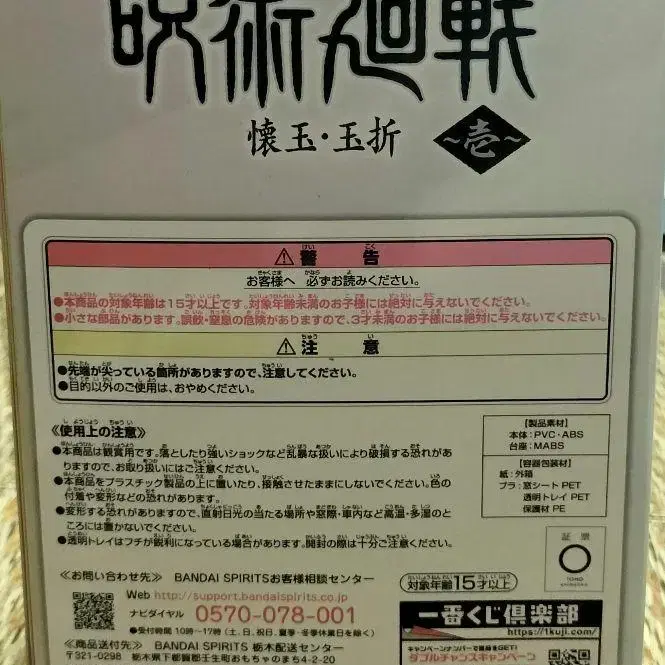 呪術廻戦
懐玉・玉折
～壱～
⚠警告
お客様へ 必ずお読みください。
●本商品の対象年齢は15才以上です。対象年齢未満のお子様には絶対に与えないでください。
●小さな部品があります。誤飲・窒息の危険がありますので、3才未満のお子様には絶対に与えないでください。
⚠注意
●先端が尖っている箇所がありますので、注意してください。
●目的以外のご使用は、おやめください。
≪使用上の注意≫
●本商品は観賞用です。落としたり強いショックなど乱暴な扱いにより破損する恐れがあ
りますので、お取り扱いにはご注意ください。
●本商品をプラスチック製品の上に置いたり、接触させたままにしないでください。色の
付着や変形などの恐れがあります。
●変形する恐れがありますので、直射日光の当たる場所や窓際・車内など高温・多湿のと
ころには置かないでください。
●透明トレイはフチが鋭利になっている場合があります。開封の際は十分ご注意ください。
【製品素材】
本体:PVC・ABS
台座:MABS
【容器包装材】
紙:外箱
プラ:窓シートPET
透明トレイPET
保護材PE
証票
≪お問い合わせ先≫ BANDAI SPIRITSお客様相談センター
Web http://support.bandaispirits.co.jp
ナビダイヤル 0570-078-001
●受付時間 10時～17時(土、日、祝日、夏季・冬季休業日を除く)
≪商品送付先≫ BANDAI SPIRITS 栃木配送センター
〒321-0298 栃木県下都賀郡壬生町おもちゃのまち4-2-20
対象年齢15才以上
一番くじ倶楽部
https://1kuji.com/
キャンペーンナンバーで賞品をGET!
ダブルチャンスキャンペーン